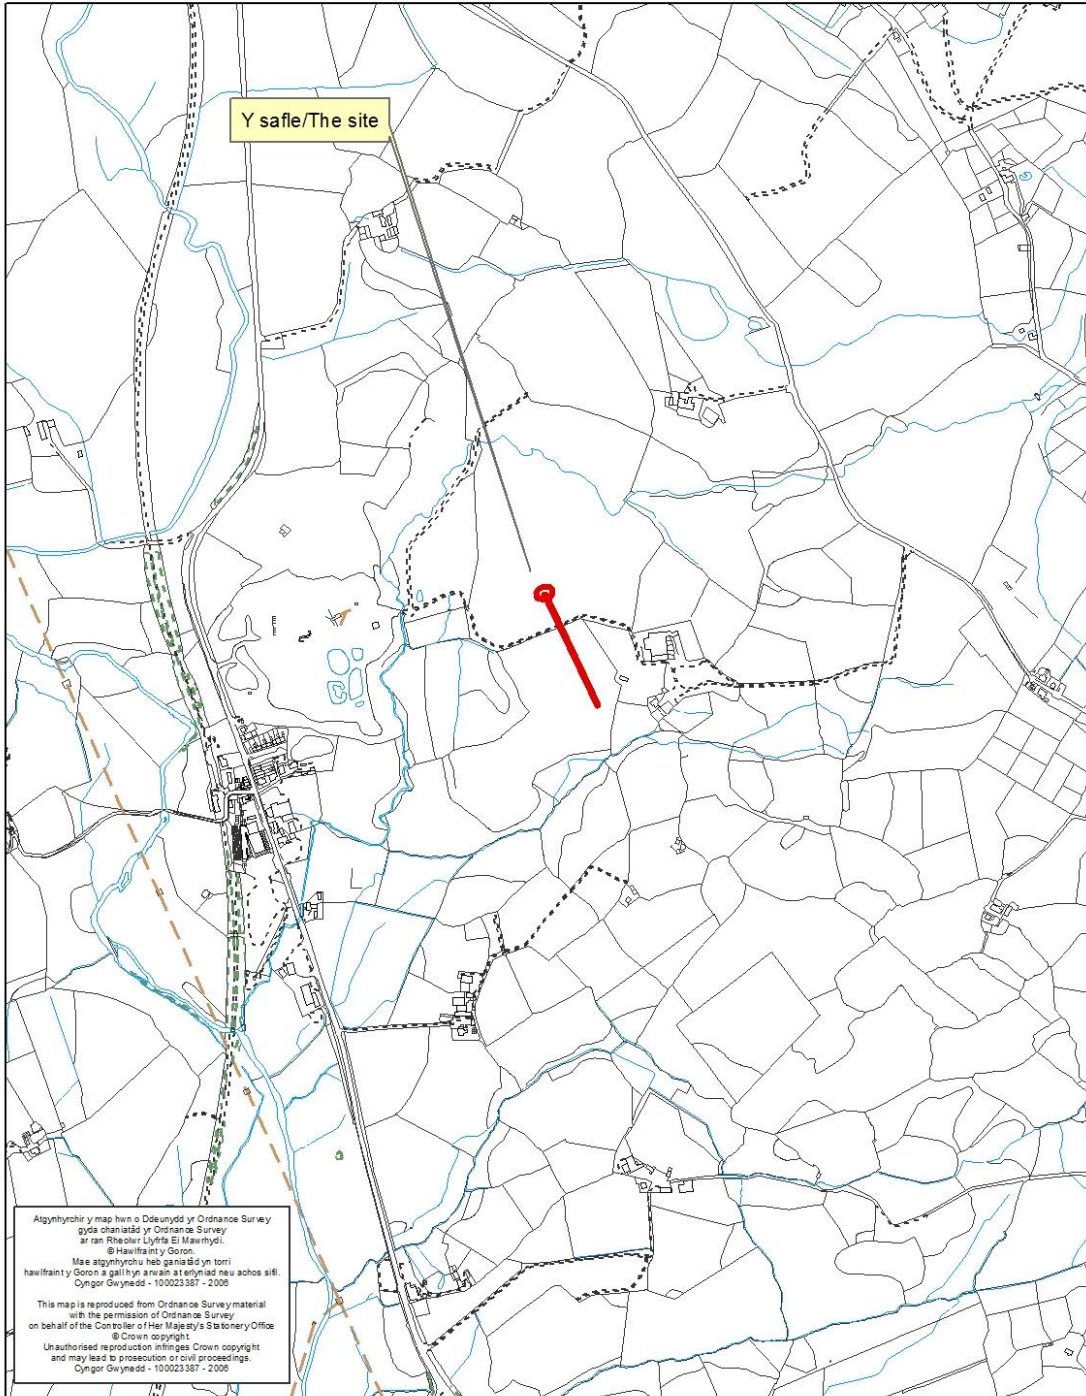 Y safle/The site
Atgynhyrchir y map hwn o Ddeunydd yr Ordnance Survey
gyda chaniatâd yr Ordnance Survey
ar ran Rheolwr Llyfrfa Ei Mawrhydi.
© Hawlfraint y Goron.
Mae atgynhyrchu heb ganiatâd yn torri
hawlfraint y Goron a gall hyn arwain at erlyniad neu achos sifil.
Cyngor Gwynedd - 100023387 - 2008
This map is reproduced from Ordnance Survey material
with the permission of Ordnance Survey
on behalf of the Controller of Her Majesty's Stationery Office
© Crown copyright.
Unauthorised reproduction infringes Crown copyright
and may lead to prosecution or civil proceedings.
Cyngor Gwynedd - 100023387 - 2008